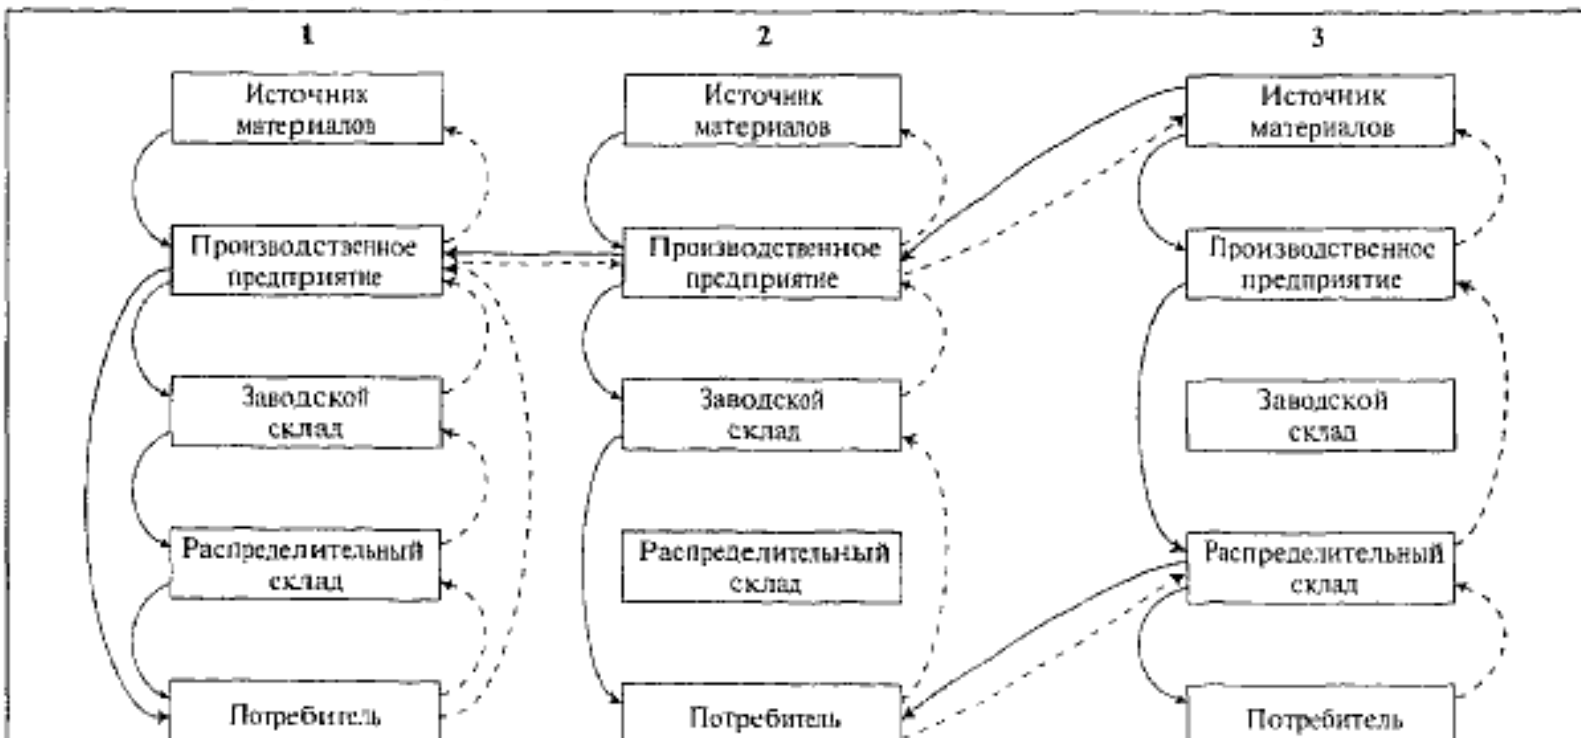 1
2
3
Источник
материалов
Источник
материалов
Источник
материалов
Производственное
предприятие
Производственное
предприятие
Производственное
предприятие
Заводской
склад
Заводской
склад
Заводской
склад
Распределительный
склад
Распределительный
склад
Распределительный
склад
Потребитель
Потребитель
Потребитель